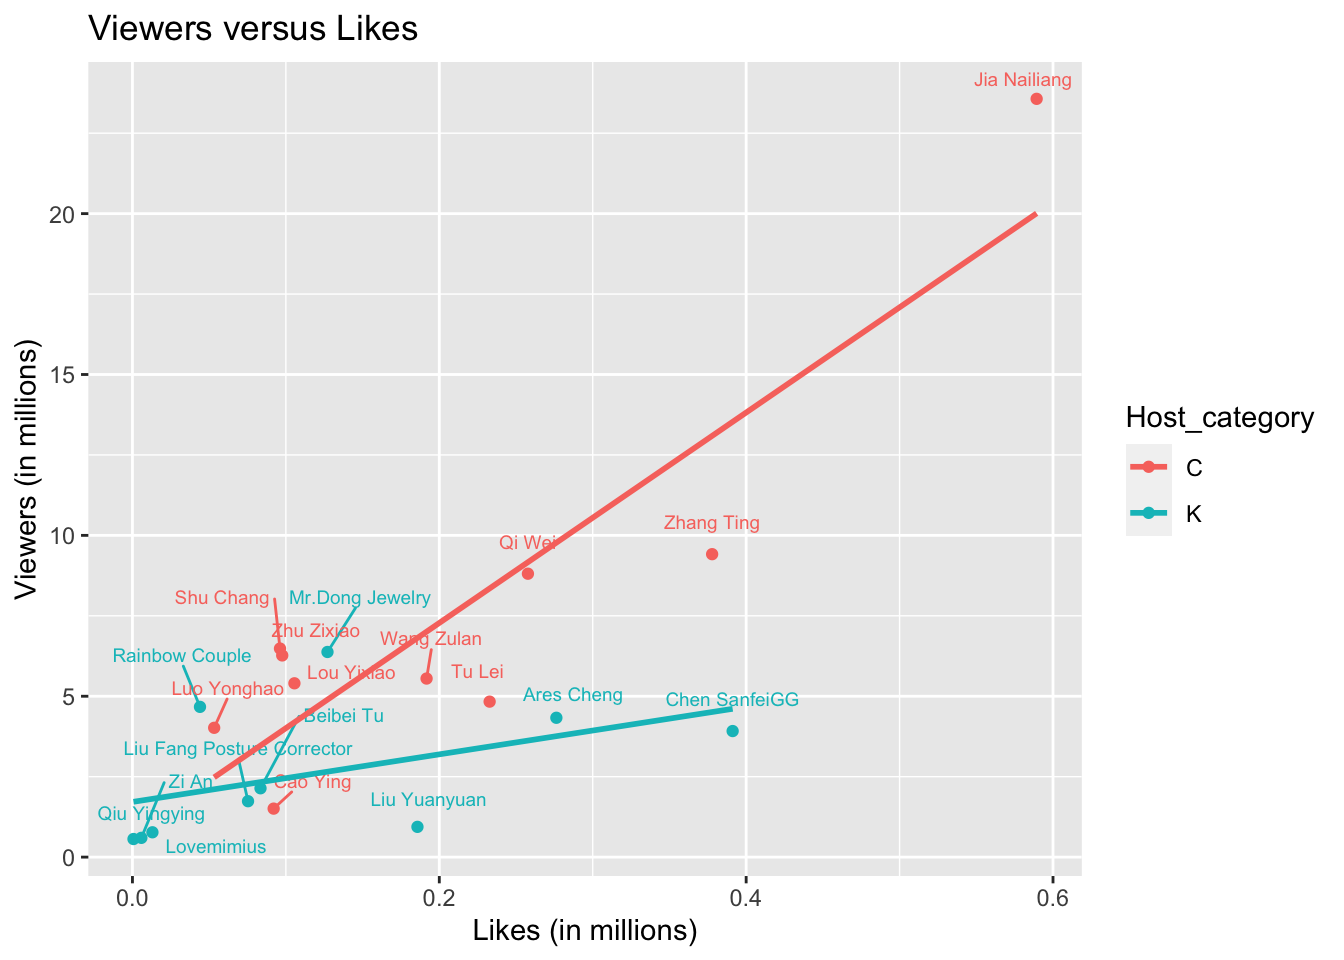 Viewers versus Likes
Jia Nailiang
Zhang Ting
Qi Wei
Shu Chang
Mr.Dong Jewelry
Zhu Zixiao
Wang Zulan
Rainbow Couple
Lou Yixiao
Tu Lei
Luo Yonghao
Ares Cheng
Chen SanfeiGG
Beibei Tu
Liu Fang Posture Corrector
Zi An
Cao Ying
Liu Yuanyuan
Qiu Yingying
Lovemimius
20
15
10
5
0
Viewers (in millions)
0.0
0.2
0.4
0.6
Likes (in millions)
Host_category
C
K